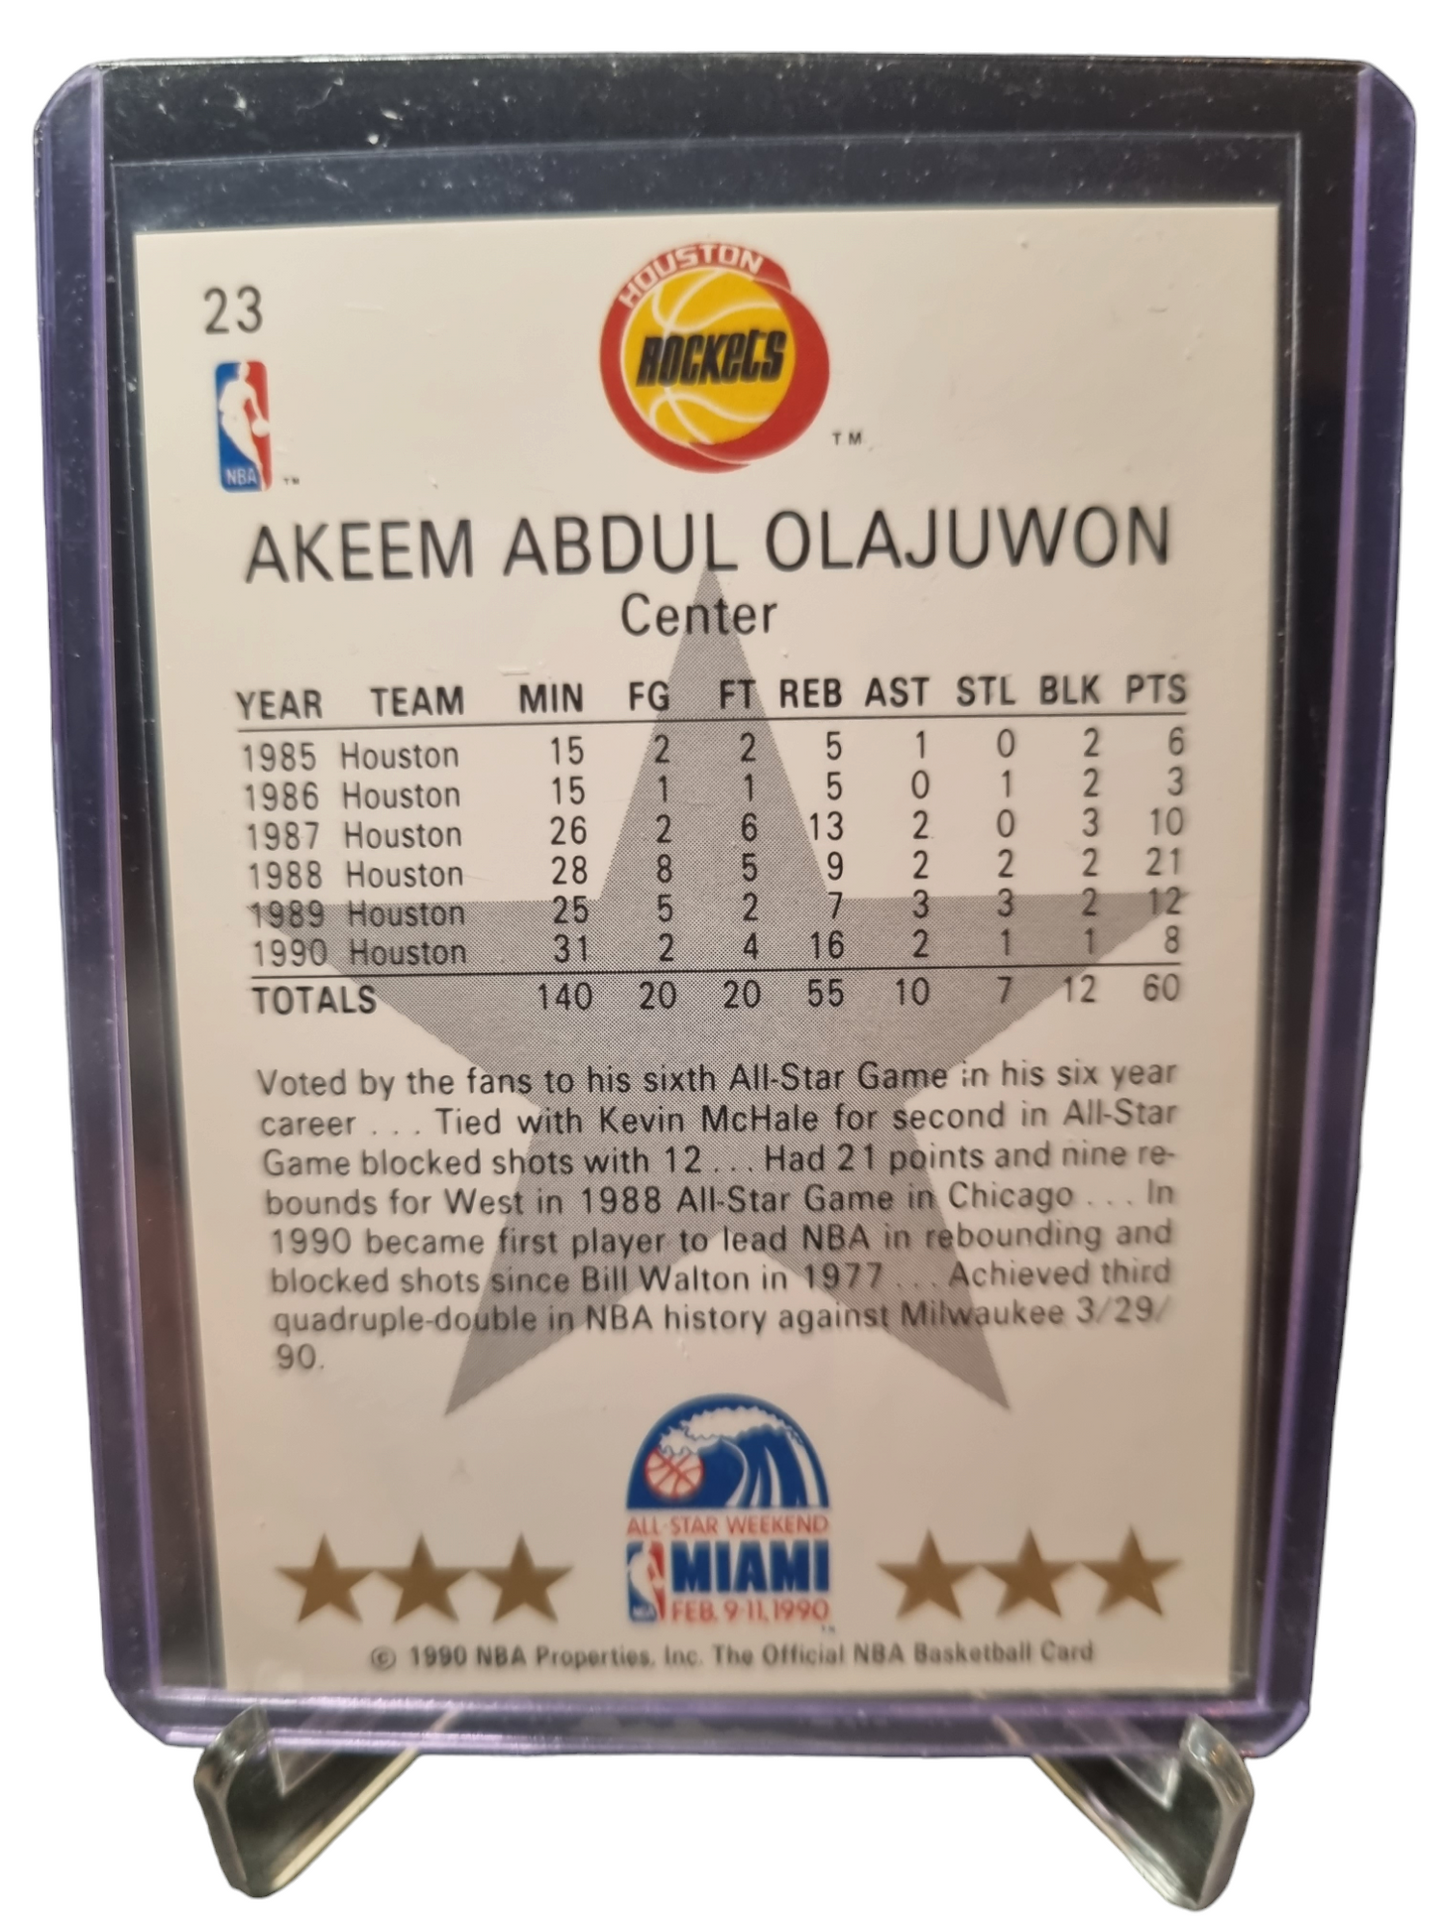 23
HOUSTON
ROCKETS
TM
NBA
TM
AKEEM ABDUL OLAJUWON
Center
YEAR TEAM MIN FG FT REB AST STL BLK PTS
1985 Houston 15 2 2 5 1 0 2 6
1986 Houston 15 1 1 5 0 1 2 3
1987 Houston 26 2 6 13 2 0 3 10
1988 Houston 28 8 5 9 2 2 2 21
1989 Houston 25 5 2 7 3 3 2 12
1990 Houston 31 2 4 16 2 1 1 8
TOTALS 140 20 20 55 10 7 12 60
Voted by the fans to his sixth All-Star Game in his six year
career . . . Tied with Kevin McHale for second in All-Star
Game blocked shots with 12 . . . Had 21 points and nine re-
bounds for West in 1988 All-Star Game in Chicago . . . In
1990 became first player to lead NBA in rebounding and
blocked shots since Bill Walton in 1977 . . . Achieved third
quadruple-double in NBA history against Milwaukee 3/29/
90.
ALL-STAR WEEKEND
MIAMI
NBA
FEB. 9-11, 1990
TM
© 1990 NBA Properties, Inc. The Official NBA Basketball Card